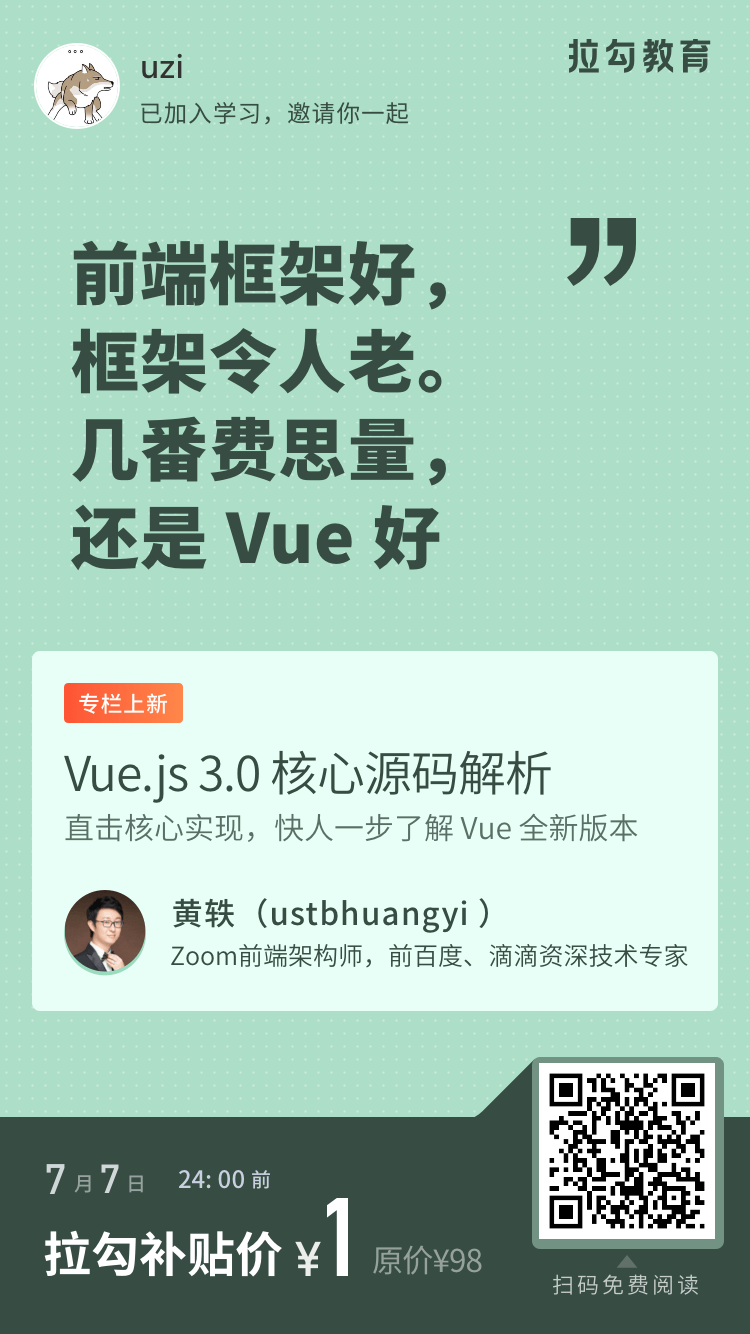 uzi
拉勾教育
已加入学习，邀请你一起
前端框架好，
框架令人老。
几番费思量，
还是 Vue 好
专栏上新
Vue.js 3.0 核心源码解析
直击核心实现，快人一步了解 Vue 全新版本
黄轶（ustbhuangyi ）
Zoom前端架构师，前百度、滴滴资深技术专家
7 月 7 日 24: 00 前
拉勾补贴价 ¥1 原价¥98
扫码免费阅读